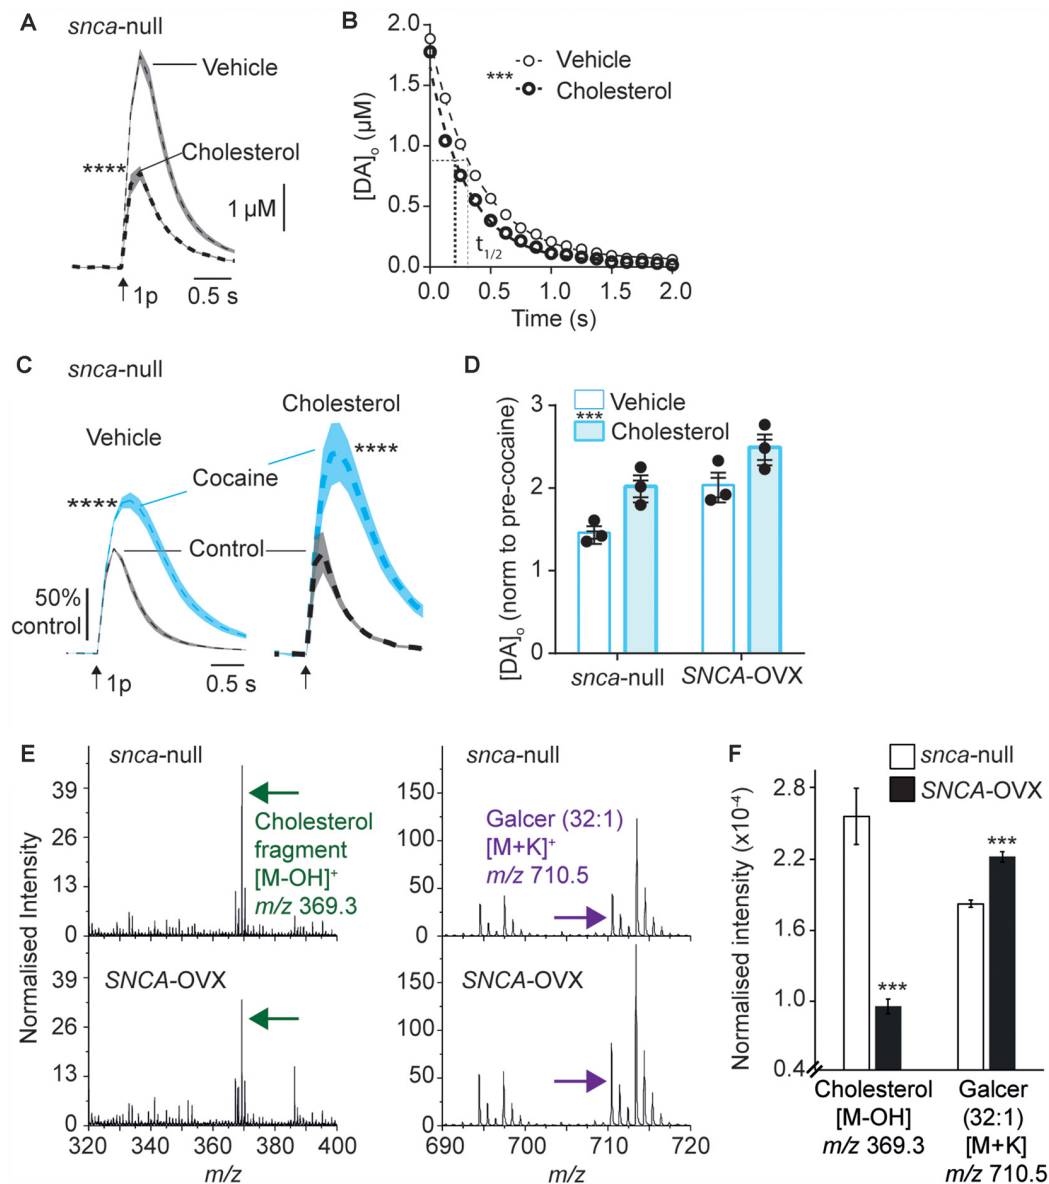 A
snca-null
Vehicle
Cholesterol
****
1 µM
1p
0.5 s
B
2.0
1.5
1.0
0.5
0.0
[DA]o (µM)
Vehicle
*** Cholesterol
t1/2
0.0 0.5 1.0 1.5 2.0
Time (s)
C
snca-null
Vehicle
Cholesterol
****
****
Cocaine
Control
50%
control
1p
0.5 s
D
[DA]o (norm to pre-cocaine)
3
2
1
0
Vehicle
***
Cholesterol
snca-null SNCA-OVX
E
Normalised Intensity
snca-null
39
26
13
0
Cholesterol
fragment
[M-OH]+
m/z 369.3
SNCA-OVX
39
26
13
0
320 340 360 380 400
m/z
snca-null
150
100
50
0
Galcer (32:1)
[M+K]+
m/z 710.5
SNCA-OVX
150
100
50
0
690 700 710 720
m/z
F
snca-null
SNCA-OVX
Normalised intensity (x10-4)
2.8
2.2
1.6
1.0
0.4
***
***
Cholesterol
[M-OH]
m/z 369.3
Galcer
(32:1)
[M+K]
m/z 710.5